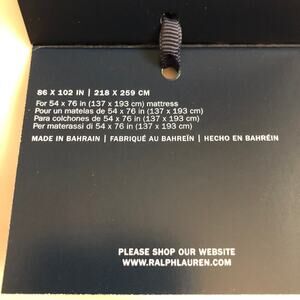 86 X 102 IN | 218 X 259 CM
For 54 x 76 in (137 x 193 cm) mattress
Pour un matelas de 54 x 76 in (137 x 193 cm)
Para colchones de 54 x 76 in (137 x 193 cm)
Per materassi di 54 x 76 in (137 x 193 cm)
MADE IN BAHRAIN | FABRIQUÉ AU BAHREÏN | HECHO EN BAHRÉIN
PLEASE SHOP OUR WEBSITE
WWW.RALPHLAUREN.COM